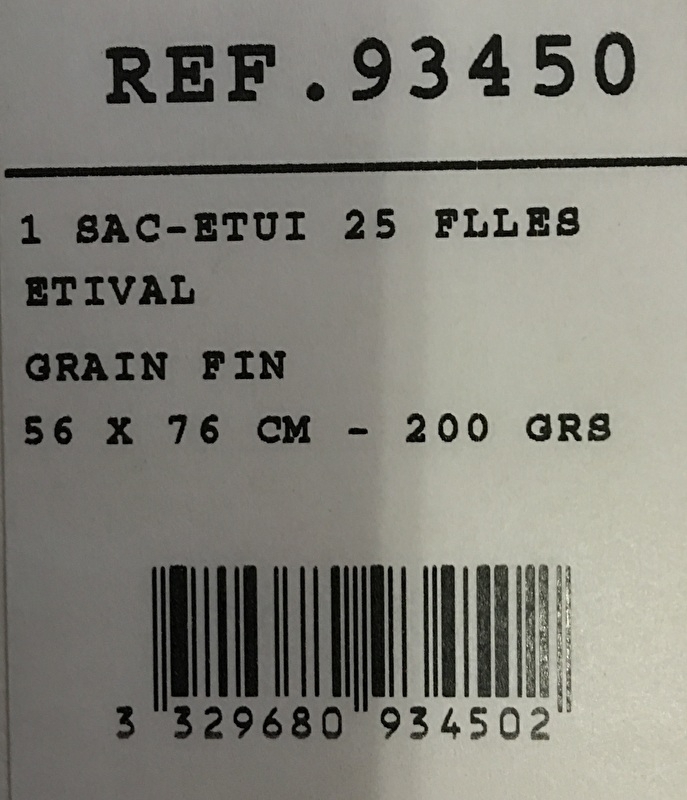 REF.93450
1 SAC-ETUI 25 FLLES
ETIVAL
GRAIN FIN
56 X 76 CM - 200 GRS
3 329680 934502